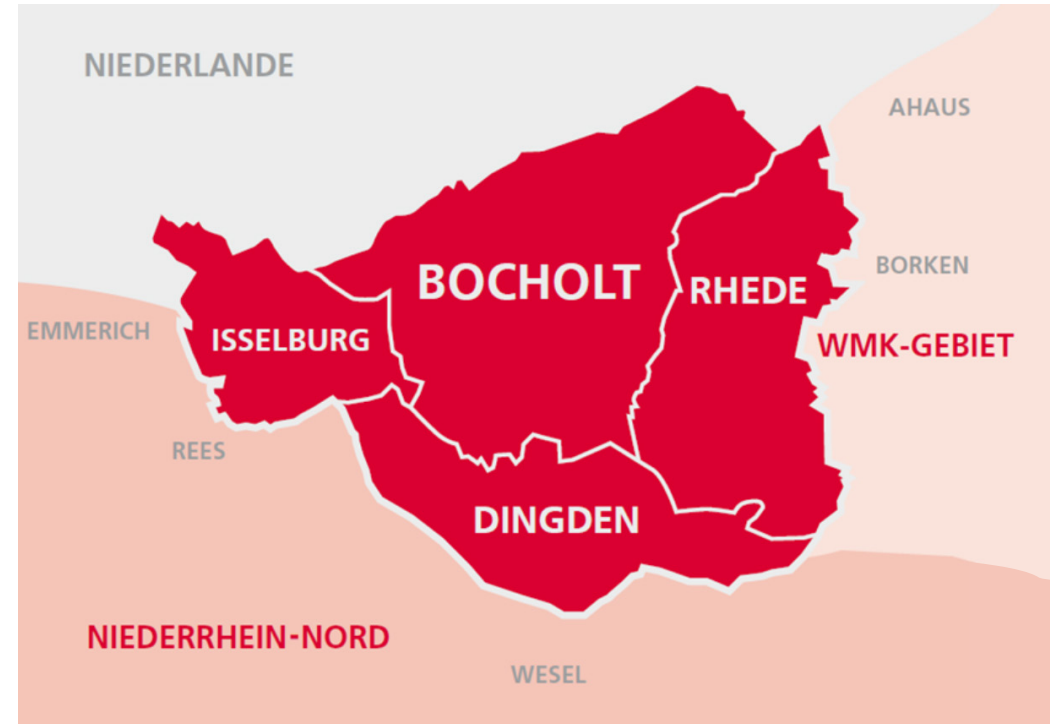 NIEDERLANDE
AHAUS
BOCHOLT
BORKEN
RHEDE
EMMERICH
ISSELBURG
WMK-GEBIET
REES
DINGDEN
NIEDERRHEIN-NORD
WESEL